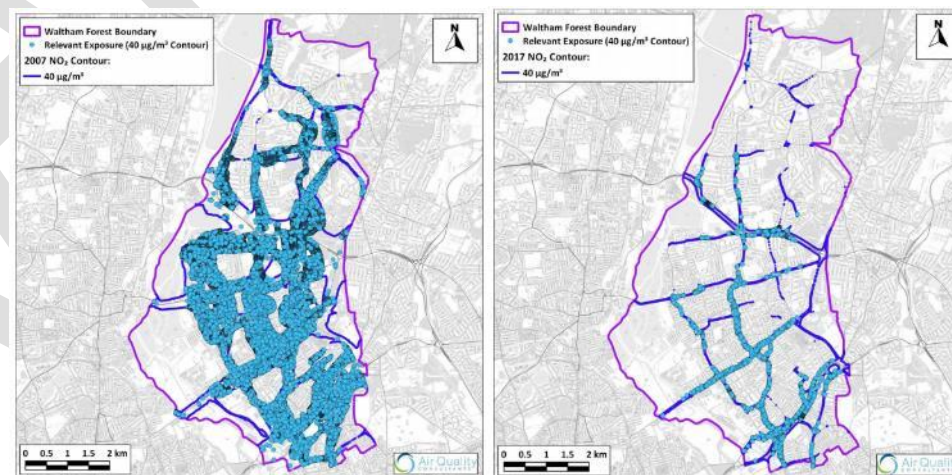 Waltham Forest Boundary
Relevant Exposure (40 µg/m³ Contour)
2007 NO₂ Contour:
40 µg/m³
N
0 0.5 1 1.5 2 km
Air Quality
CONSULTANTS
Waltham Forest Boundary
Relevant Exposure (40 µg/m³ Contour)
2017 NO₂ Contour:
40 µg/m³
N
0 0.5 1 1.5 2 km
Air Quality
CONSULTANTS